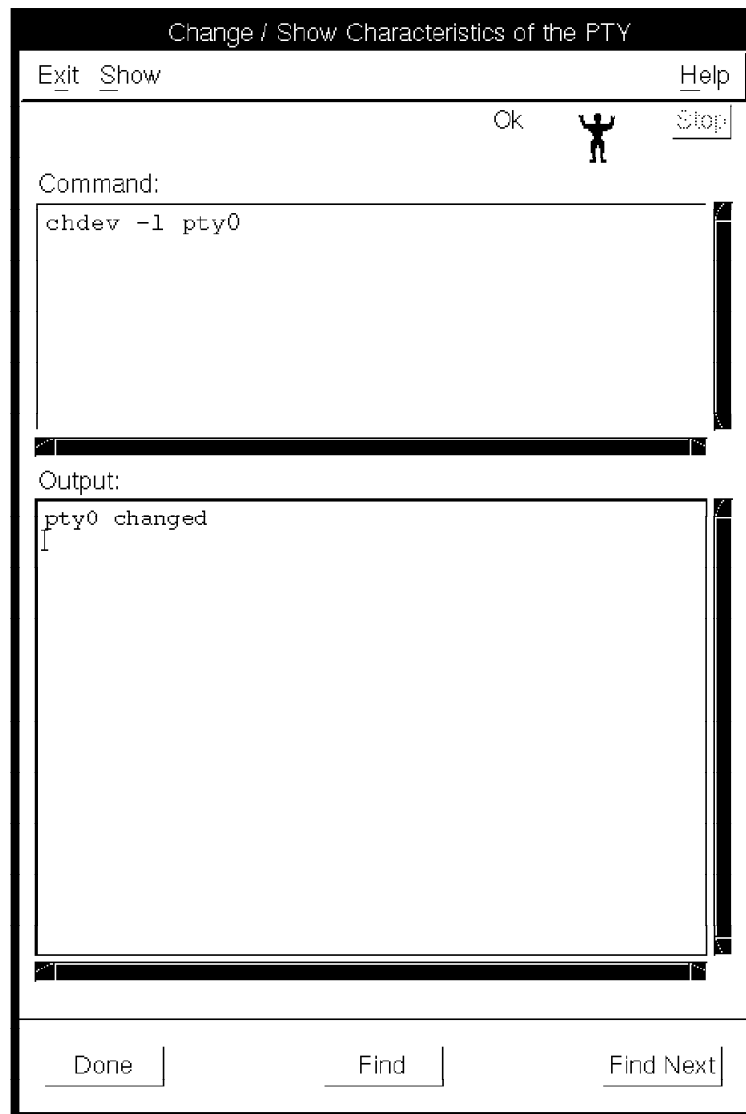 Change / Show Characteristics of the PTY
Exit Show Help
Ok Stop
Command:
chdev -l pty0
Output:
pty0 changed
Done Find Find Next